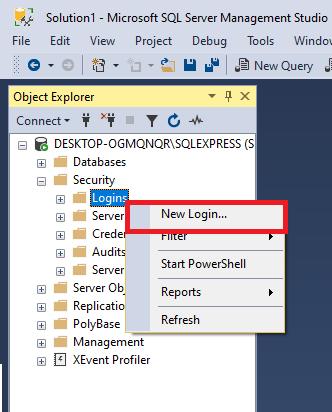 Solution1 - Microsoft SQL Server Management Studio
File Edit View Project Tools Window Help
New Query
Object Explorer
Connect
DESKTOP-OGMQNQR\SQLEXPRESS (S
Databases
Security
Logins
New Login...
Server
Filter
Creden
Audits
Start PowerShell
Server
Server Ob
Reports
Replicatio
PolyBase
Refresh
Management
XEvent Profiler